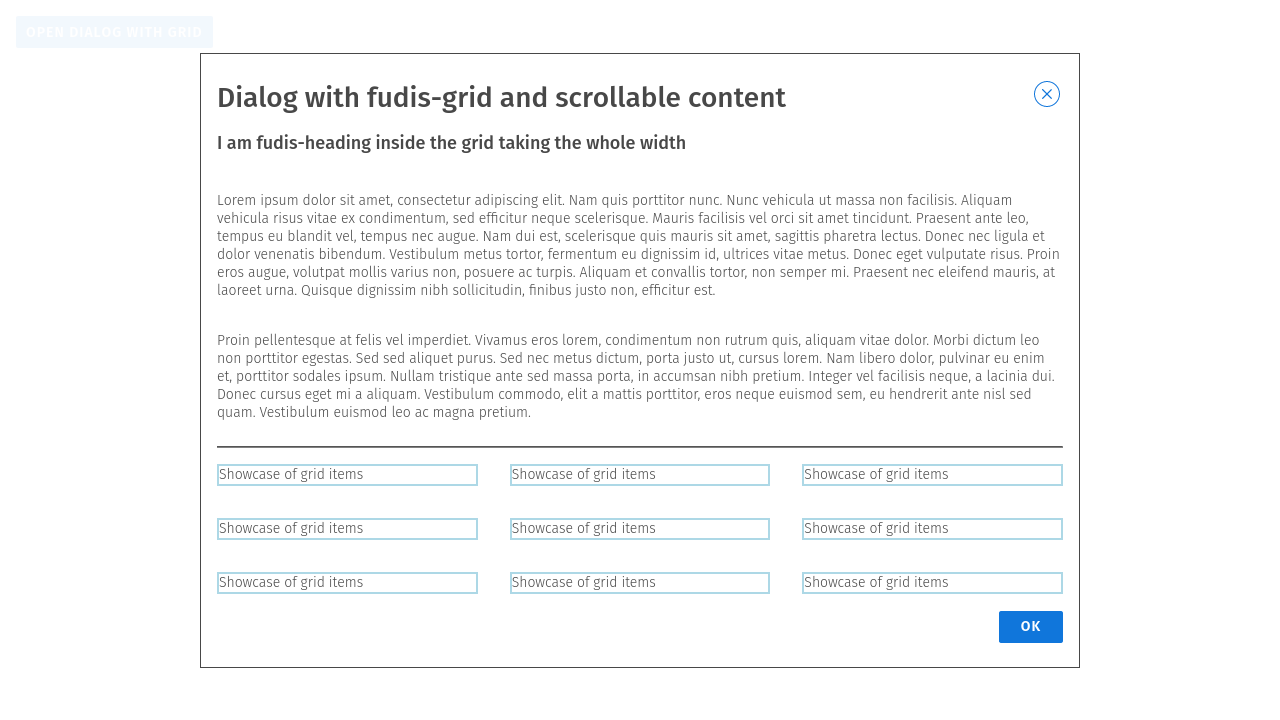 OPEN DIALOG WITH GRID
Dialog with fudis-grid and scrollable content
I am fudis-heading inside the grid taking the whole width
Lorem ipsum dolor sit amet, consectetur adipiscing elit. Nam quis porttitor nunc. Nunc vehicula ut massa non facilisis. Aliquam
vehicula risus vitae ex condimentum, sed efficitur neque scelerisque. Mauris facilisis vel orci sit amet tincidunt. Praesent ante leo,
tempus eu blandit vel, tempus nec augue. Nam dui est, scelerisque quis mauris sit amet, sagittis pharetra lectus. Donec nec ligula et
dolor venenatis bibendum. Vestibulum metus tortor, fermentum eu dignissim id, ultrices vitae metus. Donec eget vulputate risus. Proin
eros augue, volutpat mollis varius non, posuere ac turpis. Aliquam et convallis tortor, non semper mi. Praesent nec eleifend mauris, at
laoreet urna. Quisque dignissim nibh sollicitudin, finibus justo non, efficitur est.
Proin pellentesque at felis vel imperdiet. Vivamus eros lorem, condimentum non rutrum quis, aliquam vitae dolor. Morbi dictum leo
non porttitor egestas. Sed sed aliquet purus. Sed nec metus dictum, porta justo ut, cursus lorem. Nam libero dolor, pulvinar eu enim
et, porttitor sodales ipsum. Nullam tristique ante sed massa porta, in accumsan nibh pretium. Integer vel facilisis neque, a lacinia dui.
Donec cursus eget mi a aliquam. Vestibulum commodo, elit a mattis porttitor, eros neque euismod sem, eu hendrerit ante nisl sed
quam. Vestibulum euismod leo ac magna pretium.
Showcase of grid items
Showcase of grid items
Showcase of grid items
Showcase of grid items
Showcase of grid items
Showcase of grid items
Showcase of grid items
Showcase of grid items
Showcase of grid items
OK